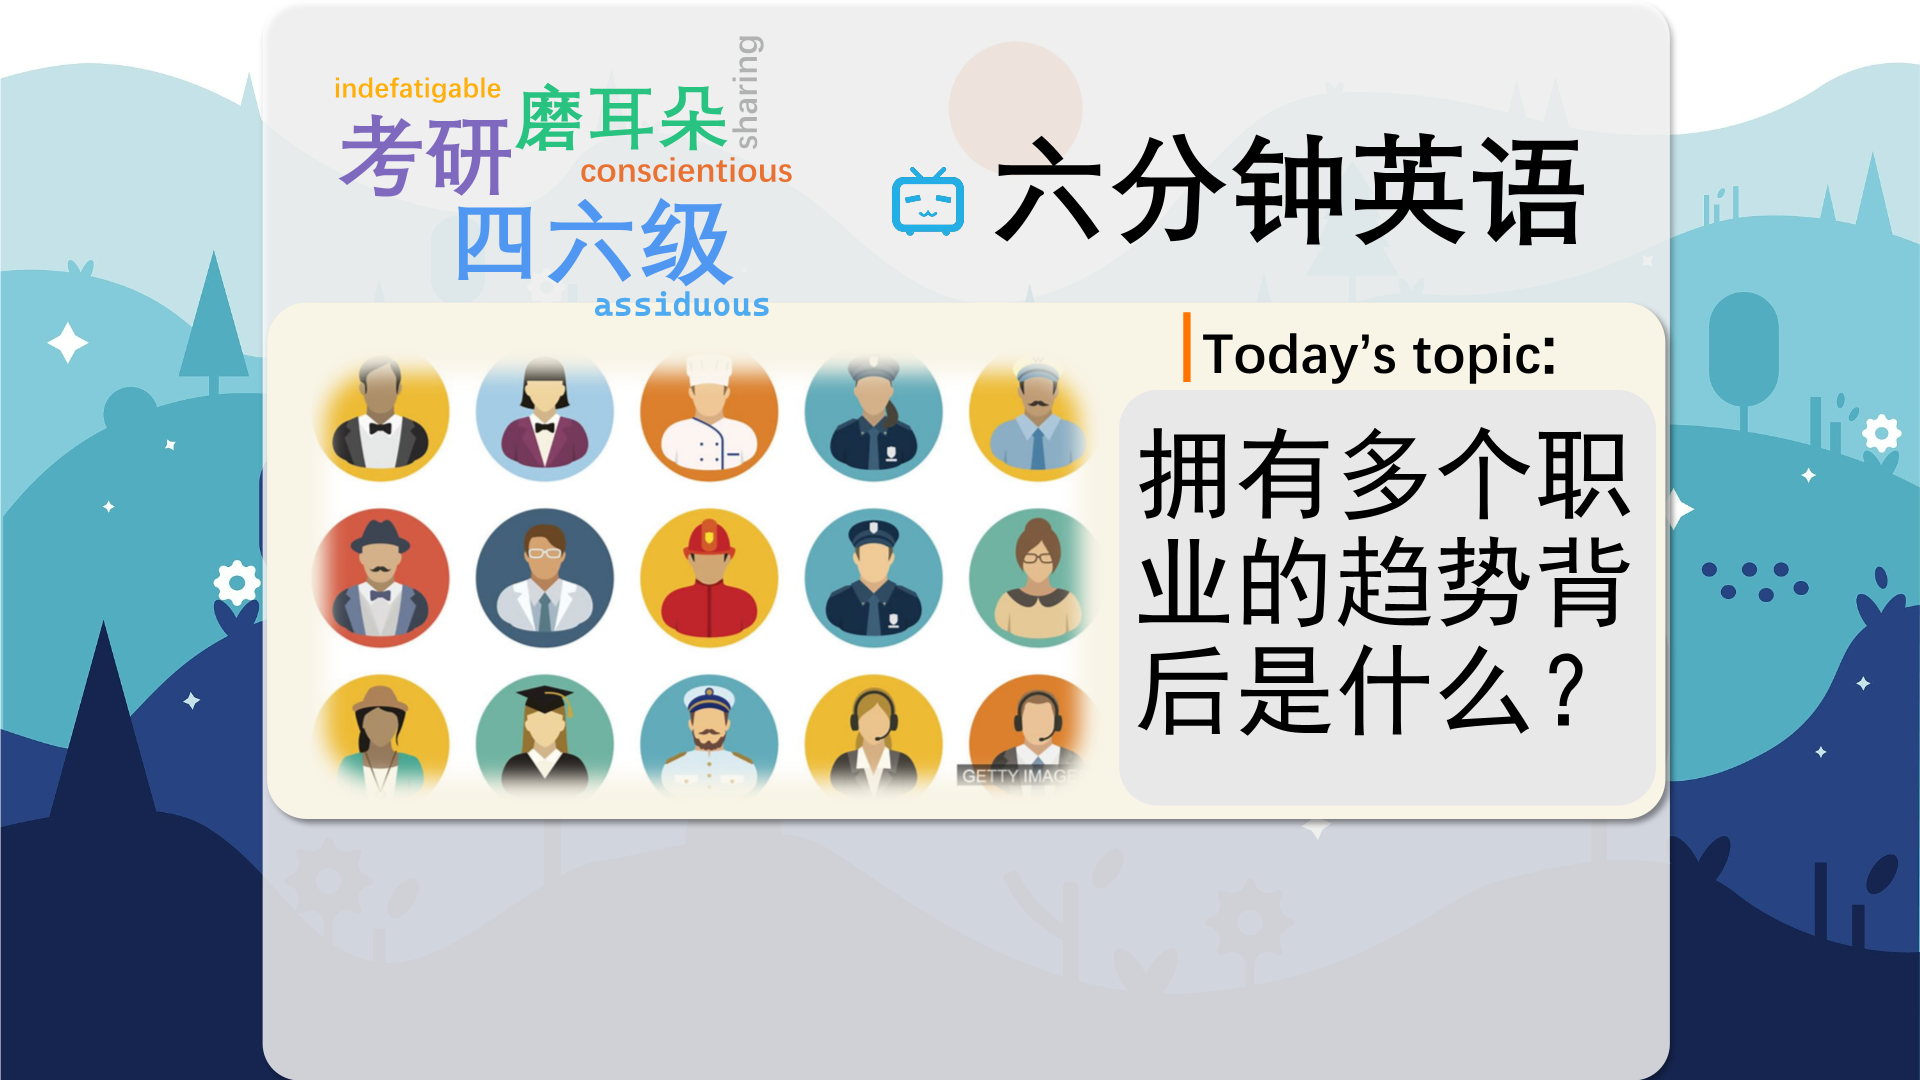 indefatigable
磨耳朵
sharing
考研
conscientious
四六级
assiduous
六分钟英语
Today’s topic:
拥有多个职
业的趋势背
后是什么？
GETTY IMAGE